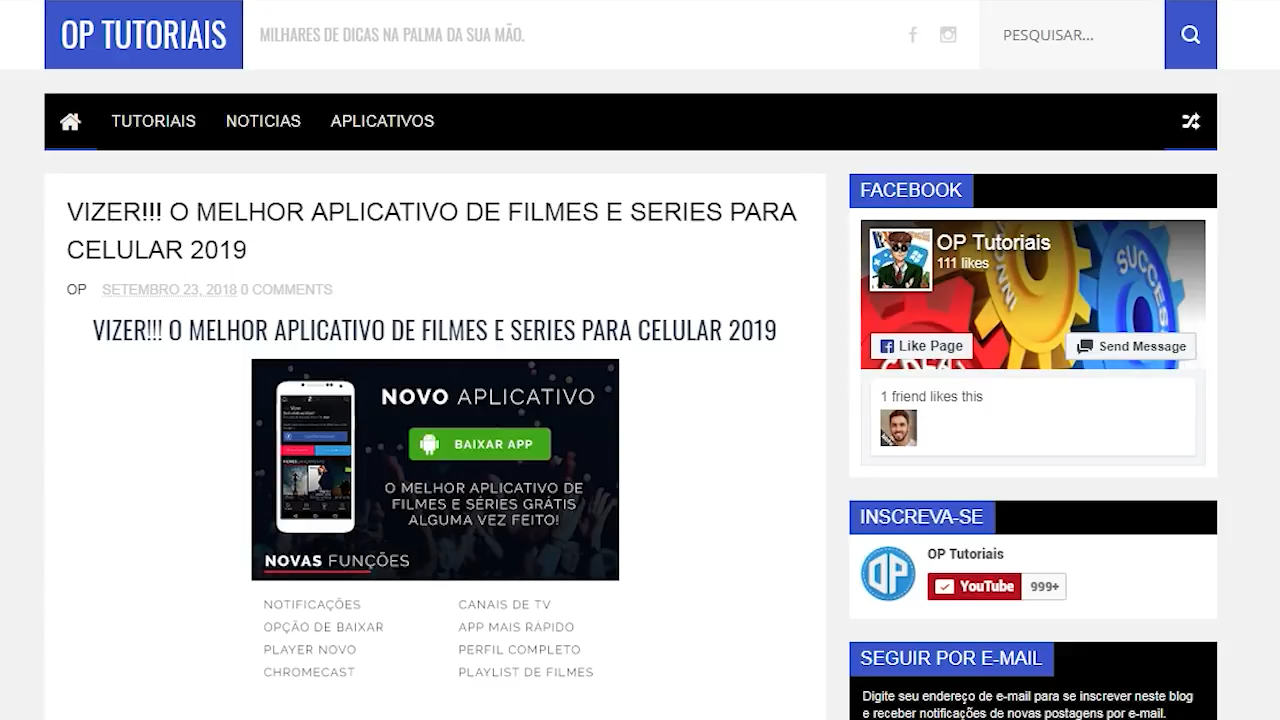 OP TUTORIAIS
MILHARES DE DICAS NA PALMA DA SUA MÃO.
PESQUISAR...
TUTORIAIS
NOTICIAS
APLICATIVOS
VIZER!!! O MELHOR APLICATIVO DE FILMES E SERIES PARA
CELULAR 2019
OP SETEMBRO 23, 2018 0 COMMENTS
VIZER!!! O MELHOR APLICATIVO DE FILMES E SERIES PARA CELULAR 2019
NOVO APLICATIVO
BAIXAR APP
O MELHOR APLICATIVO DE
FILMES E SÉRIES GRÁTIS
ALGUMA VEZ FEITO!
NOVAS FUNÇÕES
NOTIFICAÇÕES
OPÇÃO DE BAIXAR
PLAYER NOVO
CHROMECAST
CANAIS DE TV
APP MAIS RÁPIDO
PERFIL COMPLETO
PLAYLIST DE FILMES
FACEBOOK
OP Tutoriais
111 likes
SUCCESS
Like Page
Send Message
1 friend likes this
INSCREVA-SE
OP
OP Tutoriais
YouTube 999+
SEGUIR POR E-MAIL
Digite seu endereço de e-mail para se inscrever neste blog
e receber notificações de novas postagens por e-mail.